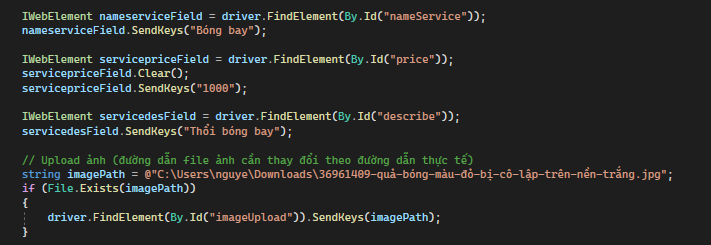 IWebElement nameserviceField = driver.FindElement(By.Id("nameService"));
nameserviceField.SendKeys("Bóng bay");
IWebElement servicepriceField = driver.FindElement(By.Id("price"));
servicepriceField.Clear();
servicepriceField.SendKeys("1000");
IWebElement servicedesField = driver.FindElement(By.Id("describe"));
servicedesField.SendKeys("Thổi bóng bay");
// Upload ảnh (đường dẫn file ảnh cần thay đổi theo đường dẫn thực tế)
string imagePath = @"C:\Users\nguye\Downloads\36961409-quả-bóng-màu-đỏ-bị-cô-lập-trên-nền-trắng.jpg";
if (File.Exists(imagePath))
{
driver.FindElement(By.Id("imageUpload")).SendKeys(imagePath);
}